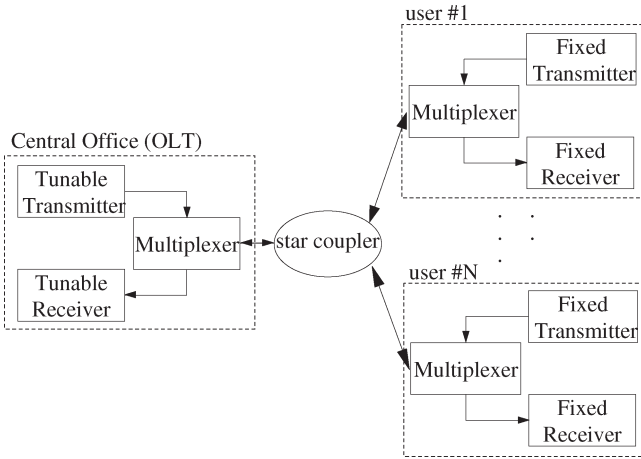 user #1
Fixed
Transmitter
Multiplexer
Fixed
Receiver
Central Office (OLT)
Tunable
Transmitter
Multiplexer
Tunable
Receiver
star coupler
user #N
Fixed
Transmitter
Multiplexer
Fixed
Receiver